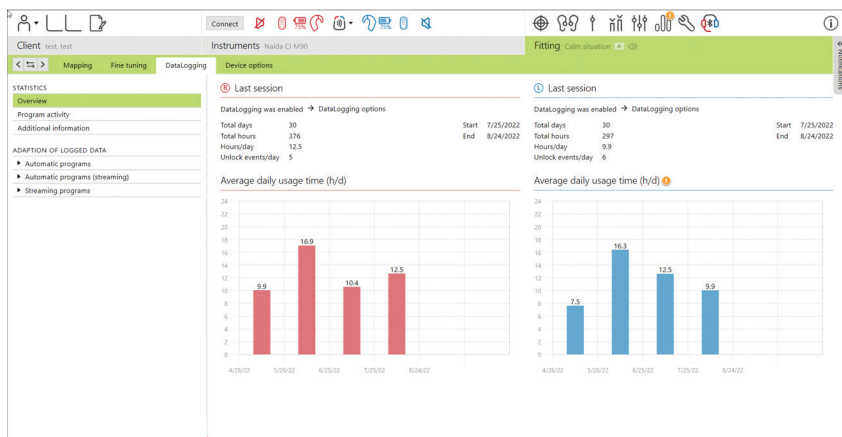 Connect
75%
75%
Client test, test
Instruments Naída CI M90
Fitting Calm situation A
Notifications
Mapping
Fine tuning
DataLogging
Device options
STATISTICS
Overview
Program activity
Additional information
ADAPTION OF LOGGED DATA
Automatic programs
Automatic programs (streaming)
Streaming programs
R Last session
DataLogging was enabled → DataLogging options
Total days 30 Start 7/25/2022
Total hours 376 End 8/24/2022
Hours/day 12.5
Unlock events/day 5
Average daily usage time (h/d)
24
22
20
18
16
14
12
10
8
6
4
2
0
9.9
16.9
10.4
12.5
4/26/22 5/26/22 6/25/22 7/25/22 8/24/22
L Last session
DataLogging was enabled → DataLogging options
Total days 30 Start 7/25/2022
Total hours 297 End 8/24/2022
Hours/day 9.9
Unlock events/day 6
Average daily usage time (h/d)
24
22
20
18
16
14
12
10
8
6
4
2
0
7.5
16.3
12.5
9.9
4/26/22 5/26/22 6/25/22 7/25/22 8/24/22